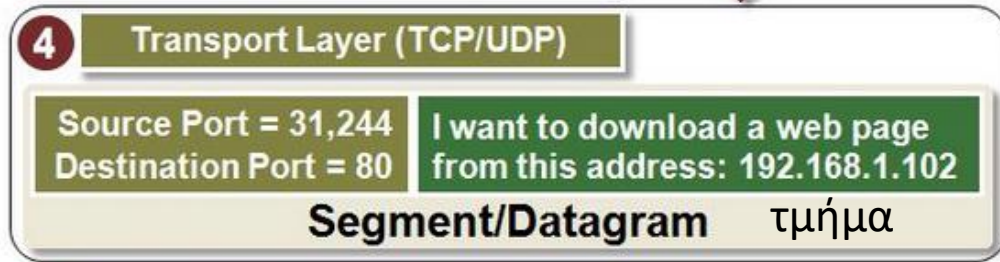 4
Transport Layer (TCP/UDP)
Source Port = 31,244
Destination Port = 80
I want to download a web page
from this address: 192.168.1.102
Segment/Datagram τμήμα